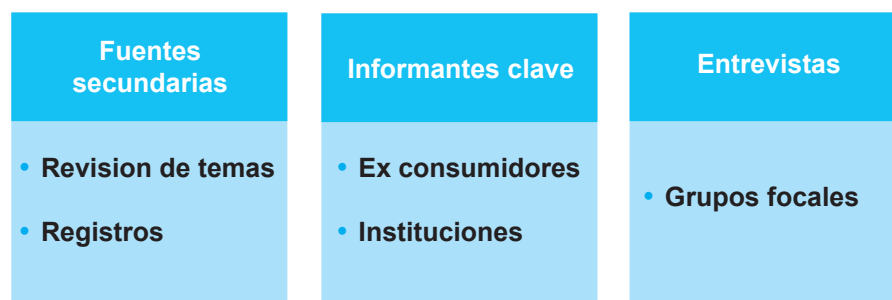 Fuentes
secundarias
• Revision de temas
• Registros
Informantes clave
• Ex consumidores
• Instituciones
Entrevistas
• Grupos focales